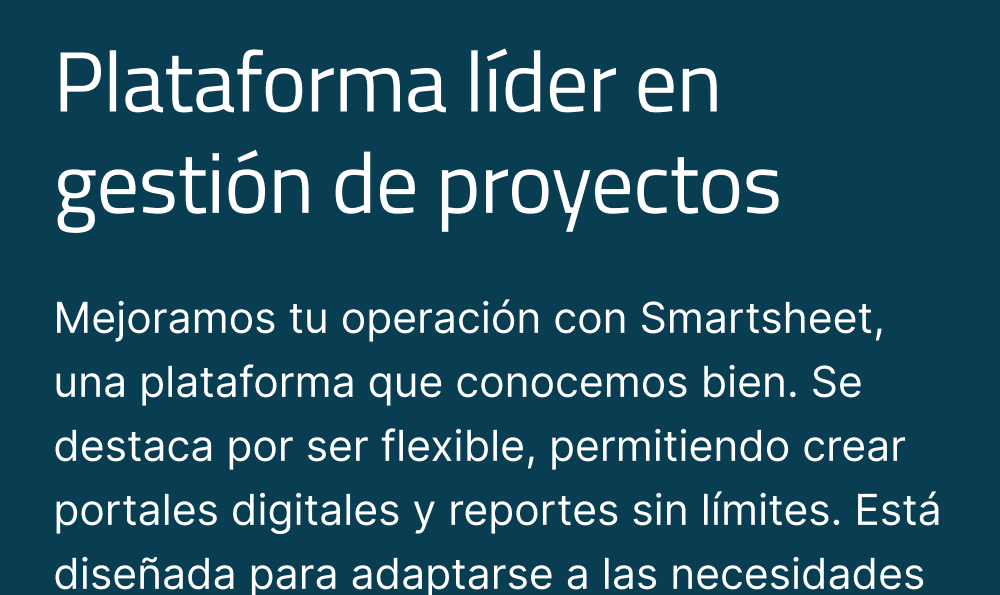 Plataforma líder en
gestión de proyectos
Mejoramos tu operación con Smartsheet,
una plataforma que conocemos bien. Se
destaca por ser flexible, permitiendo crear
portales digitales y reportes sin límites. Está
diseñada para adaptarse a las necesidades